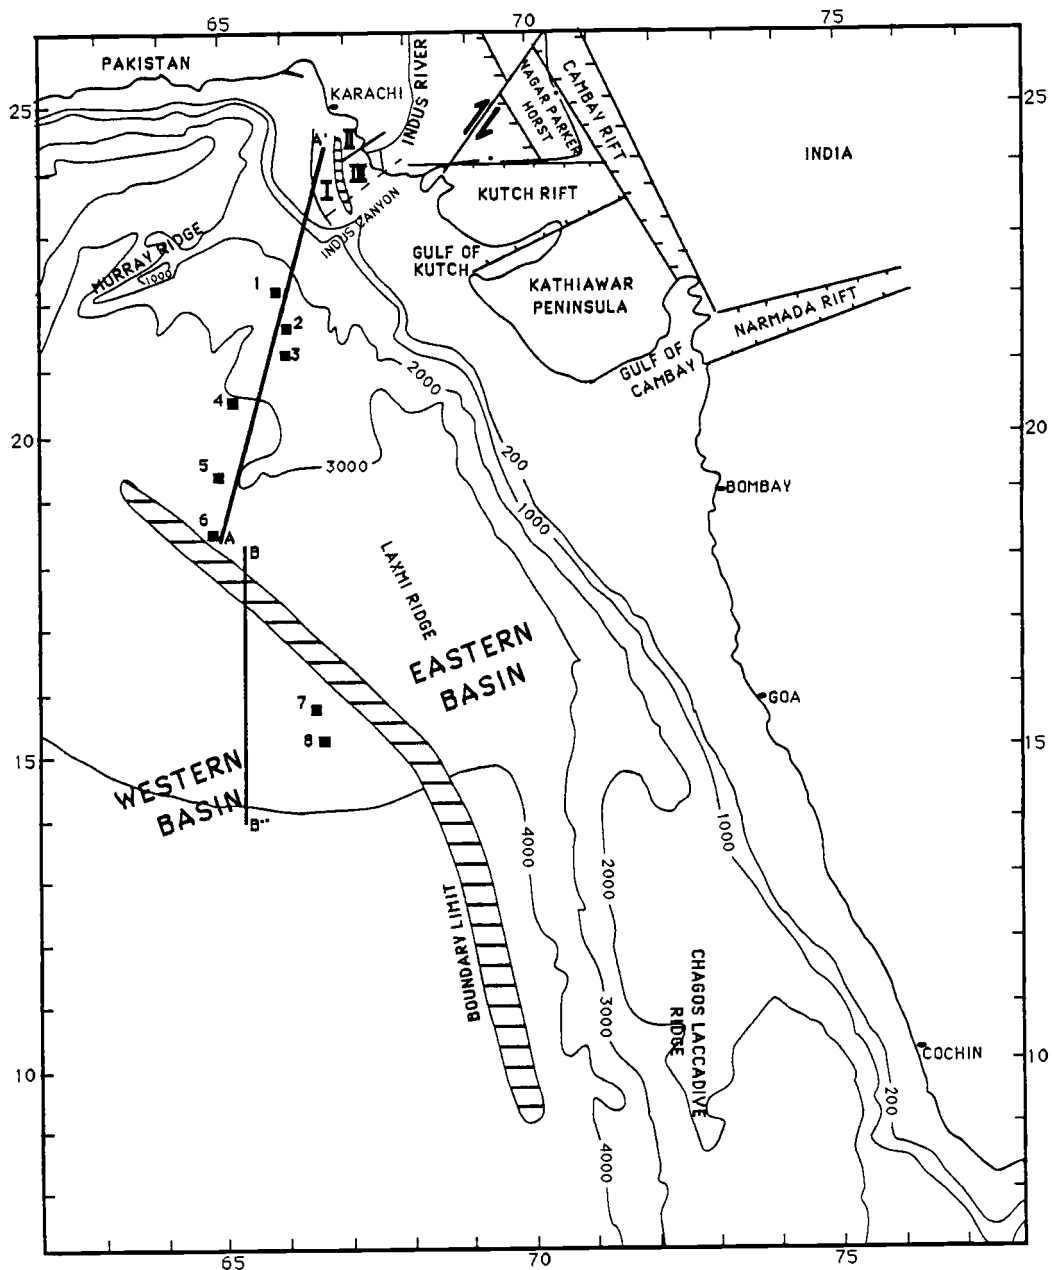 65
70
75
PAKISTAN
KARACHI
INDUS RIVER
NAGAR PARKER
HORST
CAMBAY RIFT
INDIA
25
25
A'
II
III
I
INDUS CANYON
KUTCH RIFT
GULF OF
KUTCH
KATHIAWAR
PENINSULA
MURRAY RIDGE
1000
1
2
3
4
5
6
NARMADA RIFT
GULF OF
CAMBAY
2000
20
20
3000
200
1000
BOMBAY
A
B
LAXMI RIDGE
EASTERN
BASIN
7
8
GOA
15
15
WESTERN
BASIN
B''
4000
2000
1000
BOUNDARY LIMIT
3000
CHAGOS LACCADIVE
RIDGE
COCHIN
10
10
200
4000
65
70
75